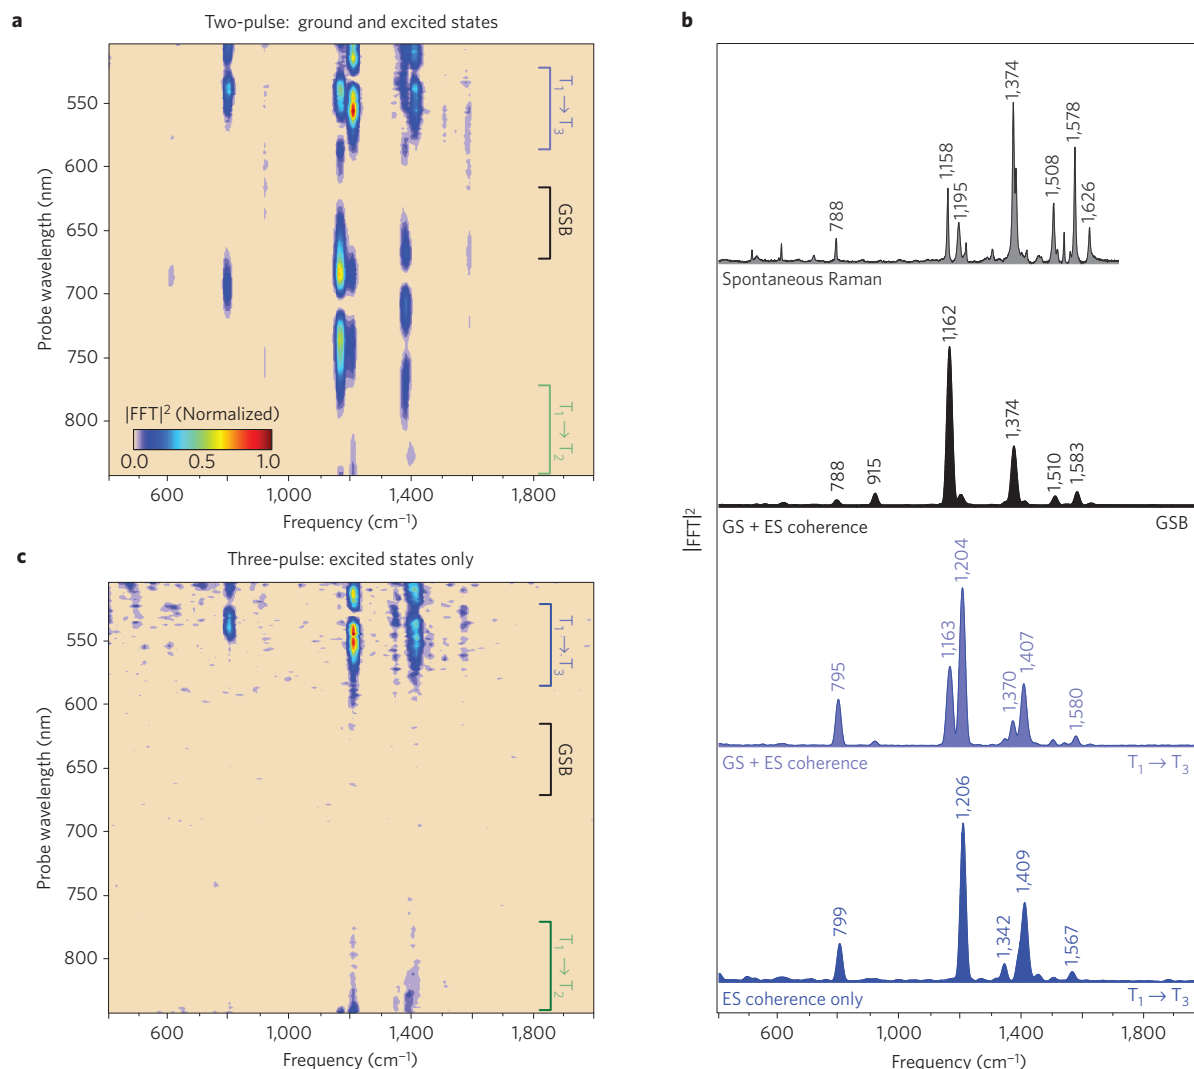 a
Two-pulse: ground and excited states
Probe wavelength (nm)
550
600
650
700
750
800
T₁ → T₃
GSB
T₁ → T₂
|FFT|² (Normalized)
0.0 0.5 1.0
600 1,000 1,400 1,800
Frequency (cm⁻¹)
b
|FFT|²
788
1,158
1,195
1,374
1,508
1,578
1,626
Spontaneous Raman
788
915
1,162
1,374
1,510
1,583
GS + ES coherence GSB
795
1,163
1,204
1,370
1,407
1,580
GS + ES coherence T₁ → T₃
799
1,206
1,342
1,409
1,567
ES coherence only T₁ → T₃
600 1,000 1,400 1,800
Frequency (cm⁻¹)
c
Three-pulse: excited states only
Probe wavelength (nm)
550
600
650
700
750
800
T₁ → T₃
GSB
T₁ → T₂
600 1,000 1,400 1,800
Frequency (cm⁻¹)